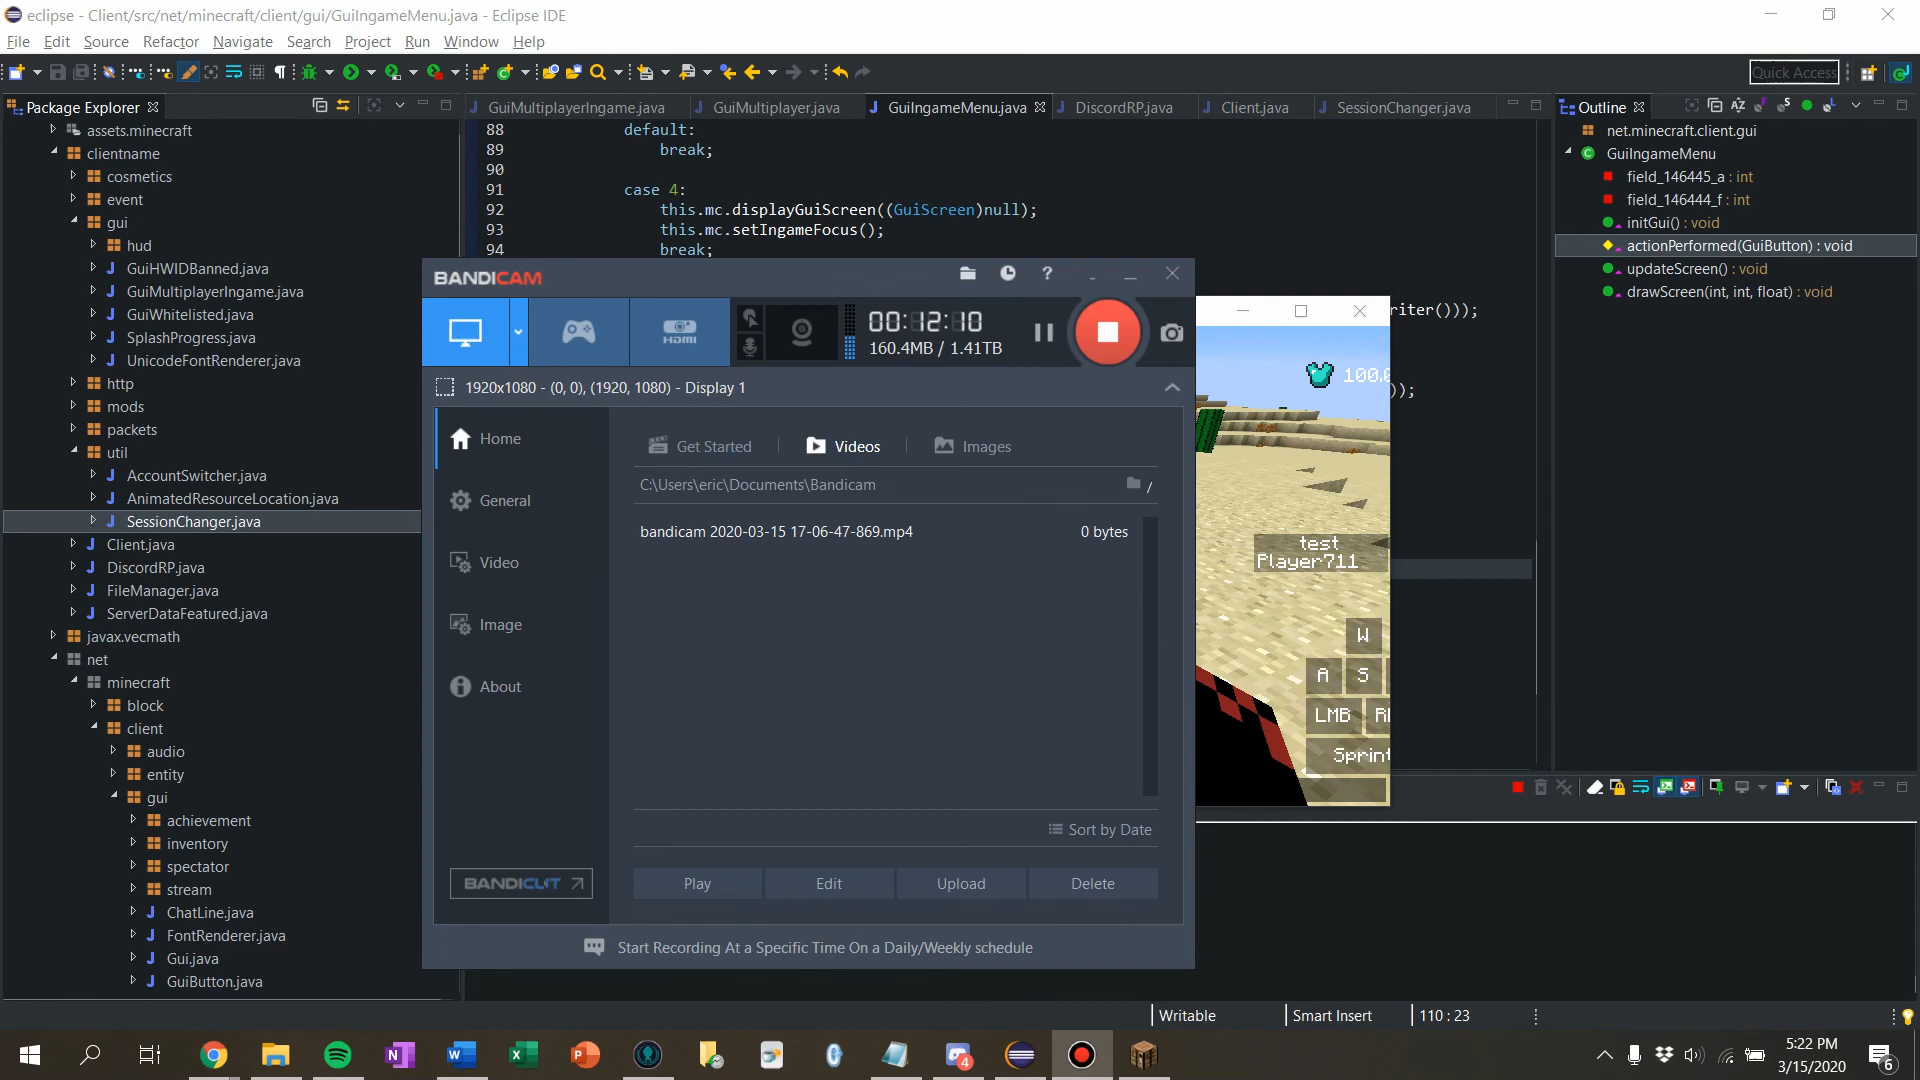 eclipse - Client/src/net/minecraft/client/gui/GuiIngameMenu.java - Eclipse IDE
File Edit Source Refactor Navigate Search Project Run Window Help
Quick Access
Package Explorer
assets.minecraft
clientname
cosmetics
event
gui
hud
GuiHWIDBanned.java
GuiMultiplayerIngame.java
GuiWhitelisted.java
SplashProgress.java
UnicodeFontRenderer.java
http
mods
packets
util
AccountSwitcher.java
AnimatedResourceLocation.java
SessionChanger.java
Client.java
DiscordRP.java
FileManager.java
ServerDataFeatured.java
javax.vecmath
net
minecraft
block
client
audio
entity
gui
achievement
inventory
spectator
stream
ChatLine.java
FontRenderer.java
Gui.java
GuiButton.java
GuiMultiplayerIngame.java GuiMultiplayer.java GuiIngameMenu.java DiscordRP.java Client.java SessionChanger.java
88 default:
89 break;
90
91 case 4:
92 this.mc.displayGuiScreen((GuiScreen)null);
93 this.mc.setIngameFocus();
94 break;
riter()));
));
BANDICAM
00:12:10
160.4MB / 1.41TB
HDMI
1920x1080 - (0, 0), (1920, 1080) - Display 1
Home
General
Video
Image
About
BANDICUT
Get Started Videos Images
C:\Users\eric\Documents\Bandicam
/
bandicam 2020-03-15 17-06-47-869.mp4 0 bytes
Sort by Date
Play Edit Upload Delete
Start Recording At a Specific Time On a Daily/Weekly schedule
100.0
test
Player711
W
A S
LMB R
Sprint
Outline
net.minecraft.client.gui
GuiIngameMenu
field_146445_a : int
field_146444_f : int
initGui() : void
actionPerformed(GuiButton) : void
updateScreen() : void
drawScreen(int, int, float) : void
Writable Smart Insert 110 : 23
4
5:22 PM
3/15/2020
6